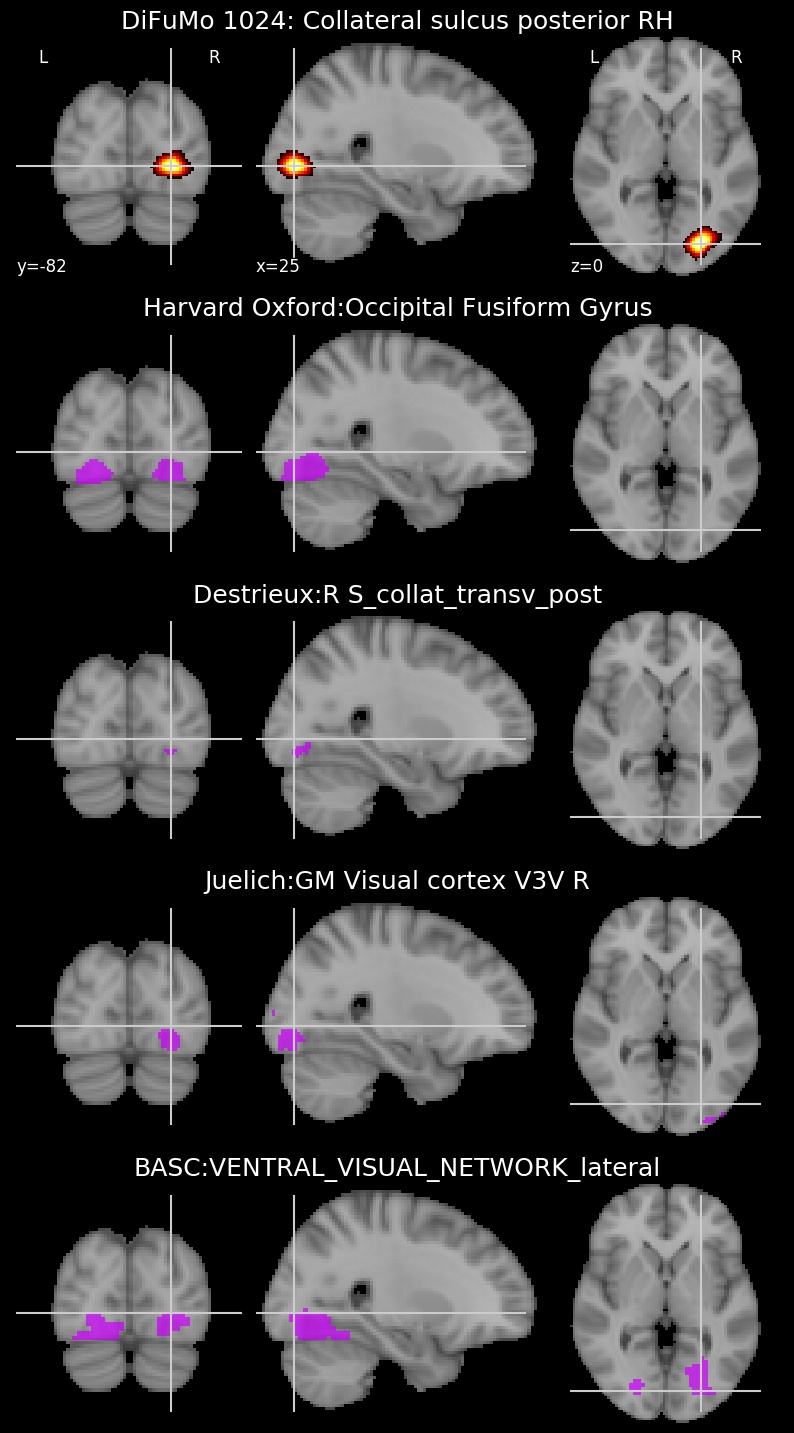 DiFuMo 1024: Collateral sulcus posterior RH
L R L R
y=-82 x=25 z=0
Harvard Oxford:Occipital Fusiform Gyrus
Destrieux:R S_collat_transv_post
Juelich:GM Visual cortex V3V R
BASC:VENTRAL_VISUAL_NETWORK_lateral